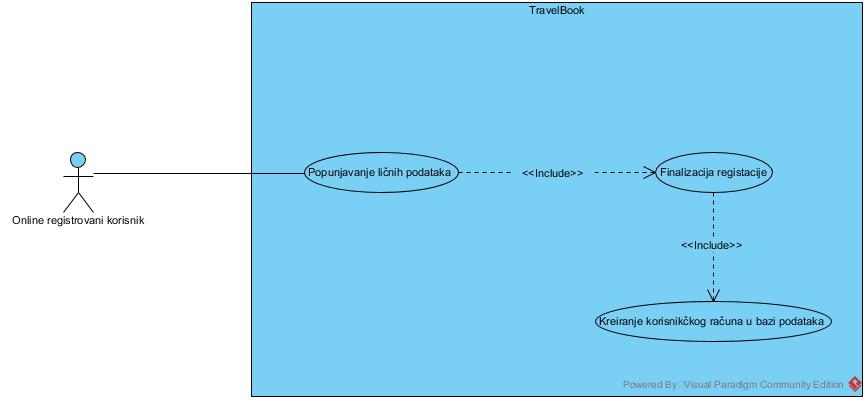 TravelBook
Online registrovani korisnik
Popunjavanje ličnih podataka
<<Include>>
Finalizacija registacije
<<Include>>
Kreiranje korisnikčkog računa u bazi podataka
Powered By Visual Paradigm Community Edition